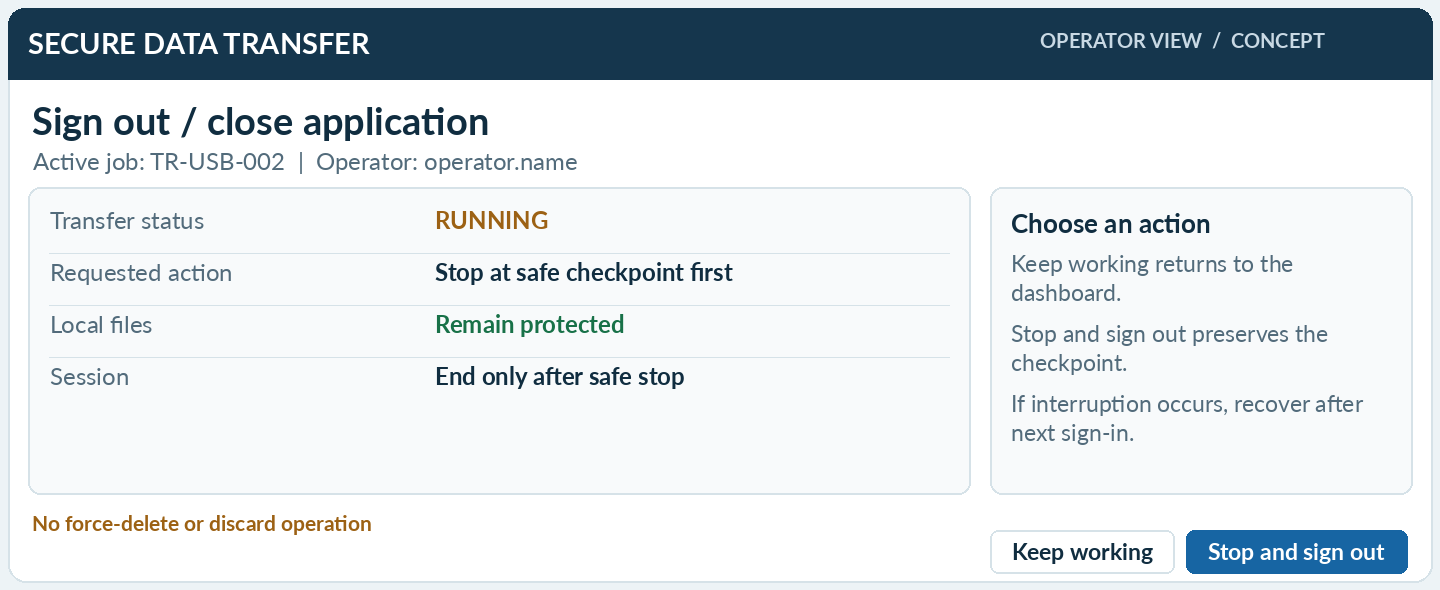 SECURE DATA TRANSFER
OPERATOR VIEW / CONCEPT
Sign out / close application
Active job: TR-USB-002 | Operator: operator.name
Transfer status RUNNING
Requested action Stop at safe checkpoint first
Local files Remain protected
Session End only after safe stop
Choose an action
Keep working returns to the
dashboard.
Stop and sign out preserves the
checkpoint.
If interruption occurs, recover after
next sign-in.
No force-delete or discard operation
Keep working
Stop and sign out